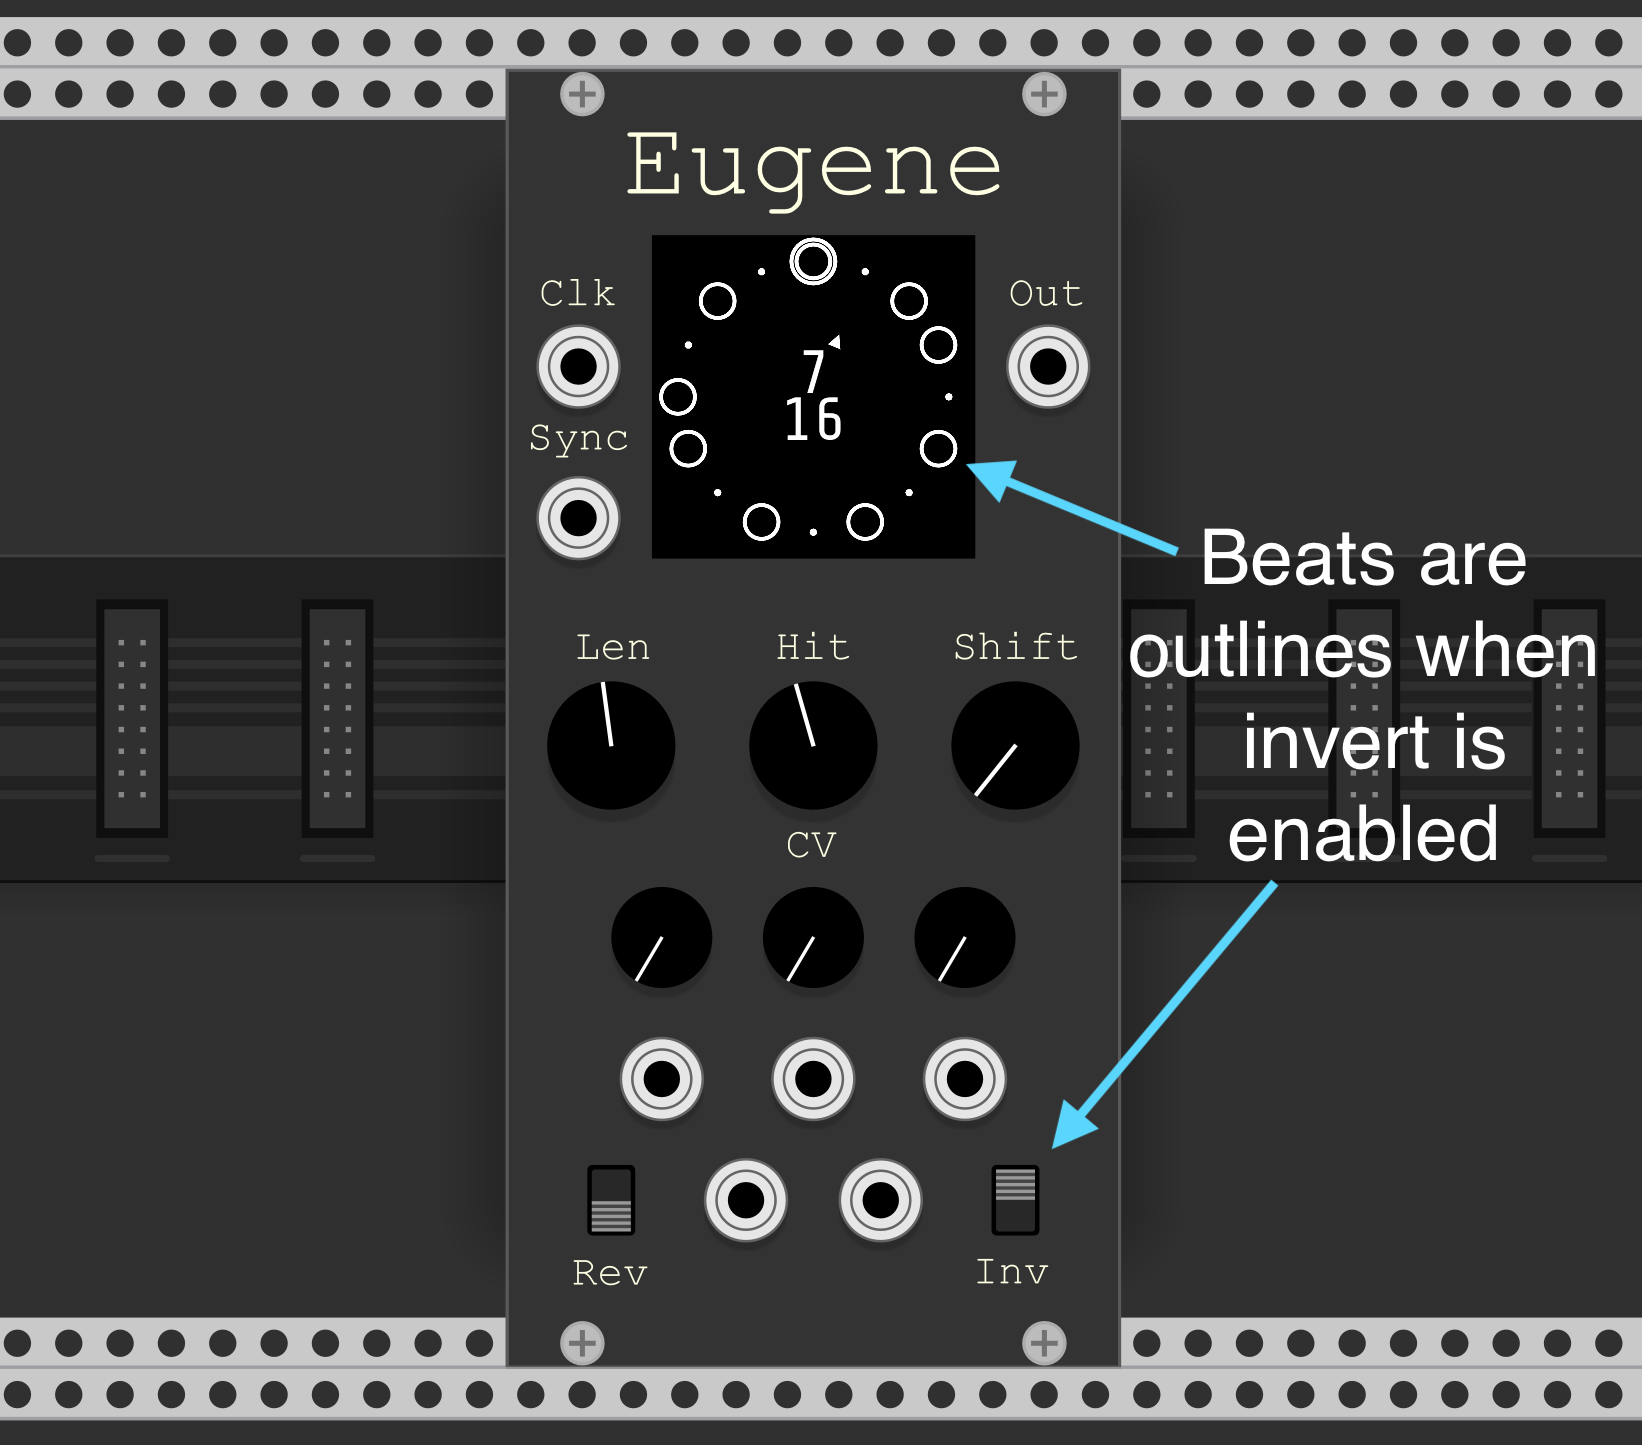 Eugene
Clk
Out
7
16
Sync
Beats are
outlines when
invert is
enabled
Len Hit Shift
CV
Rev Inv